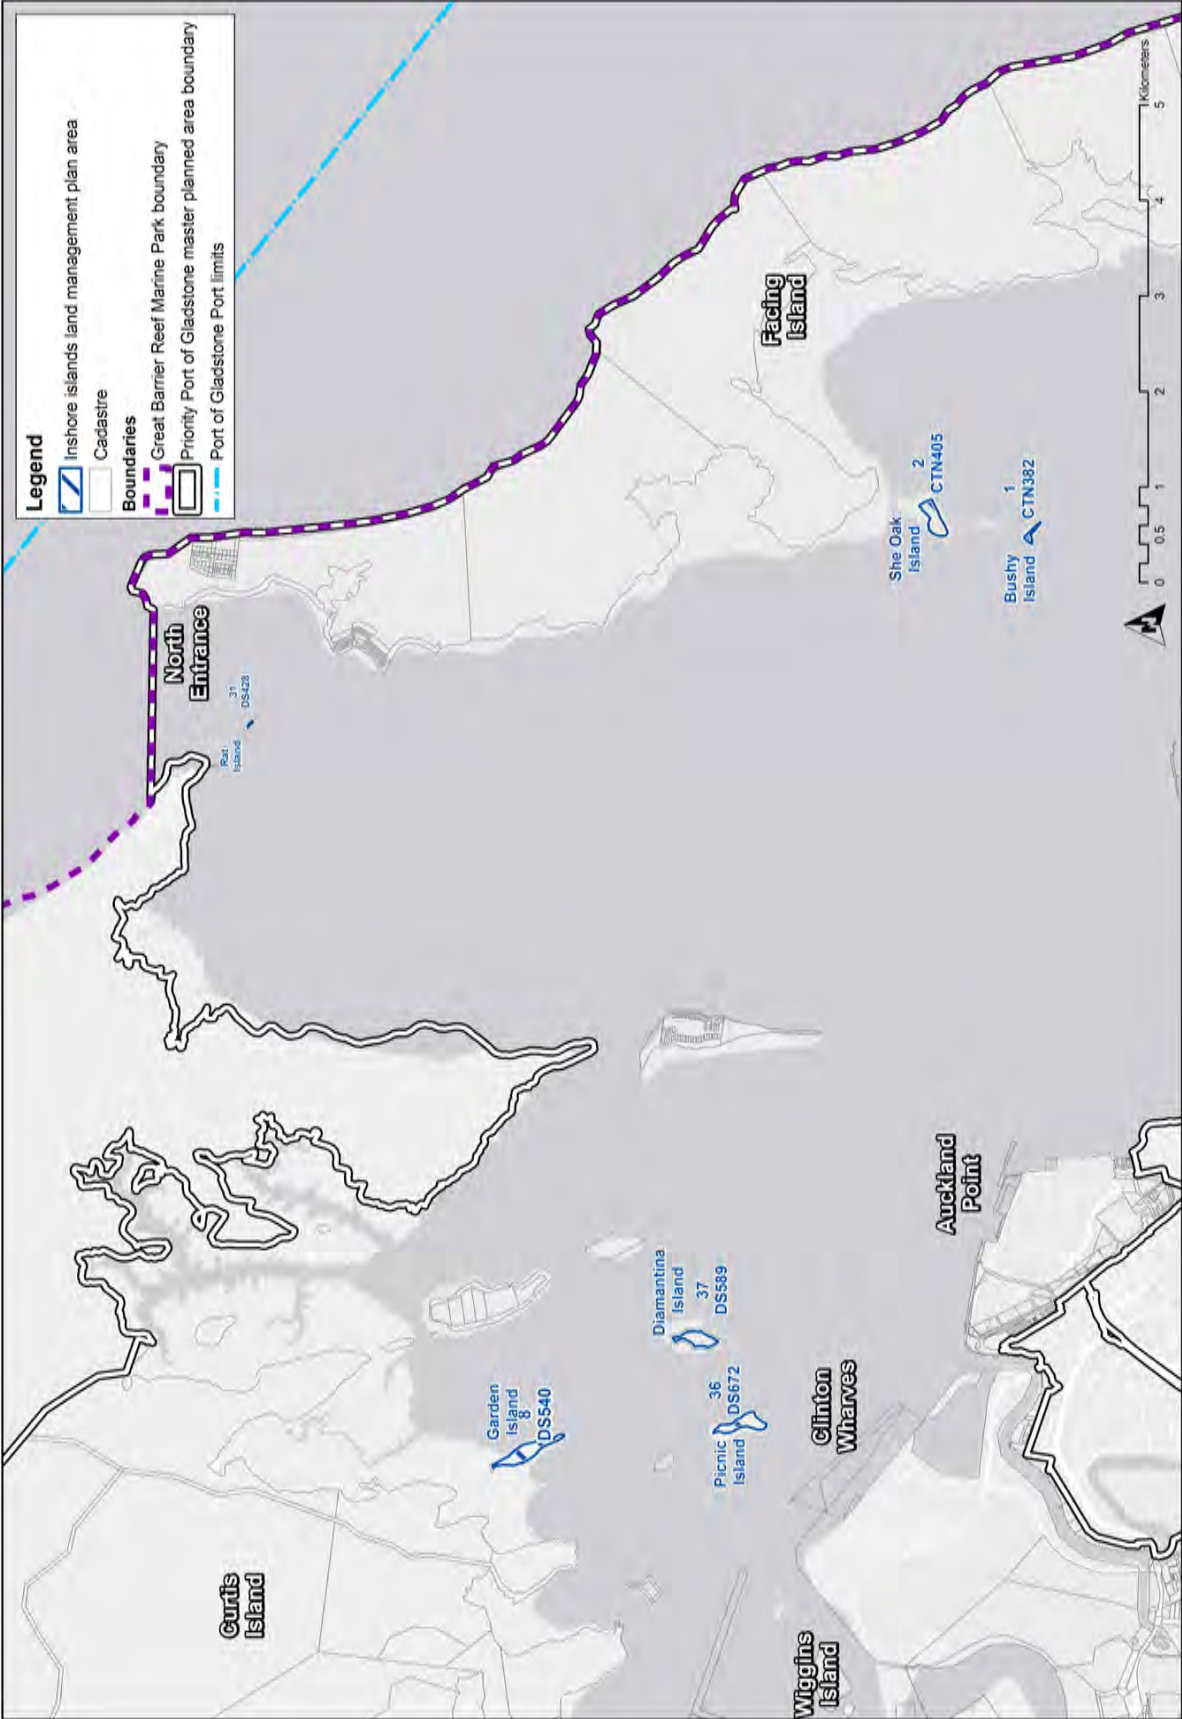 Legend
Inshore islands land management plan area
Cadastre
Boundaries
Great Barrier Reef Marine Park boundary
Priority Port of Gladstone master planned area boundary
Port of Gladstone Port limits
Curtis
Island
North
Entrance
Rat
Island
31
DS428
Garden
Island
8
DS540
Diamantina
Island
37
DS589
Picnic
Island
36
DS672
Facing
Island
She Oak
Island
2
CTN405
Bushy
Island
1
CTN382
Wiggins
Island
Clinton
Wharves
Auckland
Point
N
0 0.5 1 2 3 4 5
Kilometers